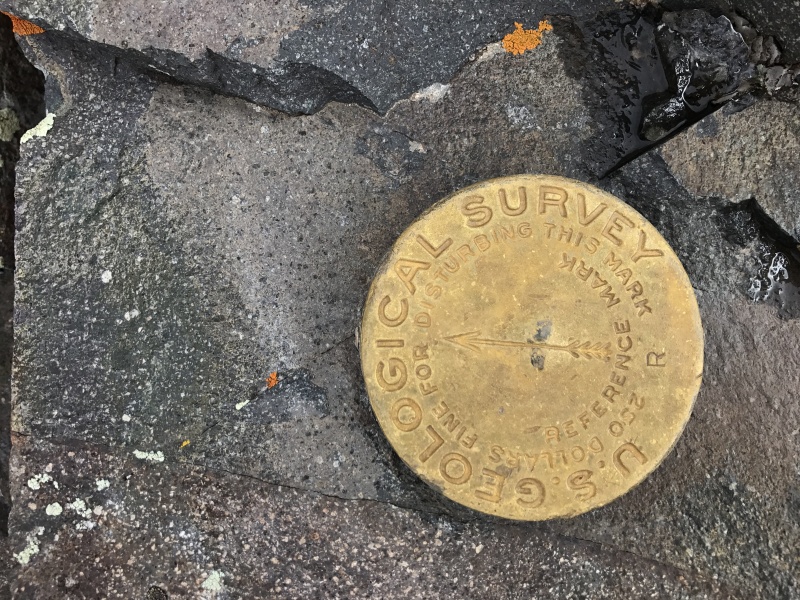 U.S. GEOLOGICAL SURVEY
250 DOLLARS FINE FOR DISTURBING THIS MARK
REFERENCE MARK
R